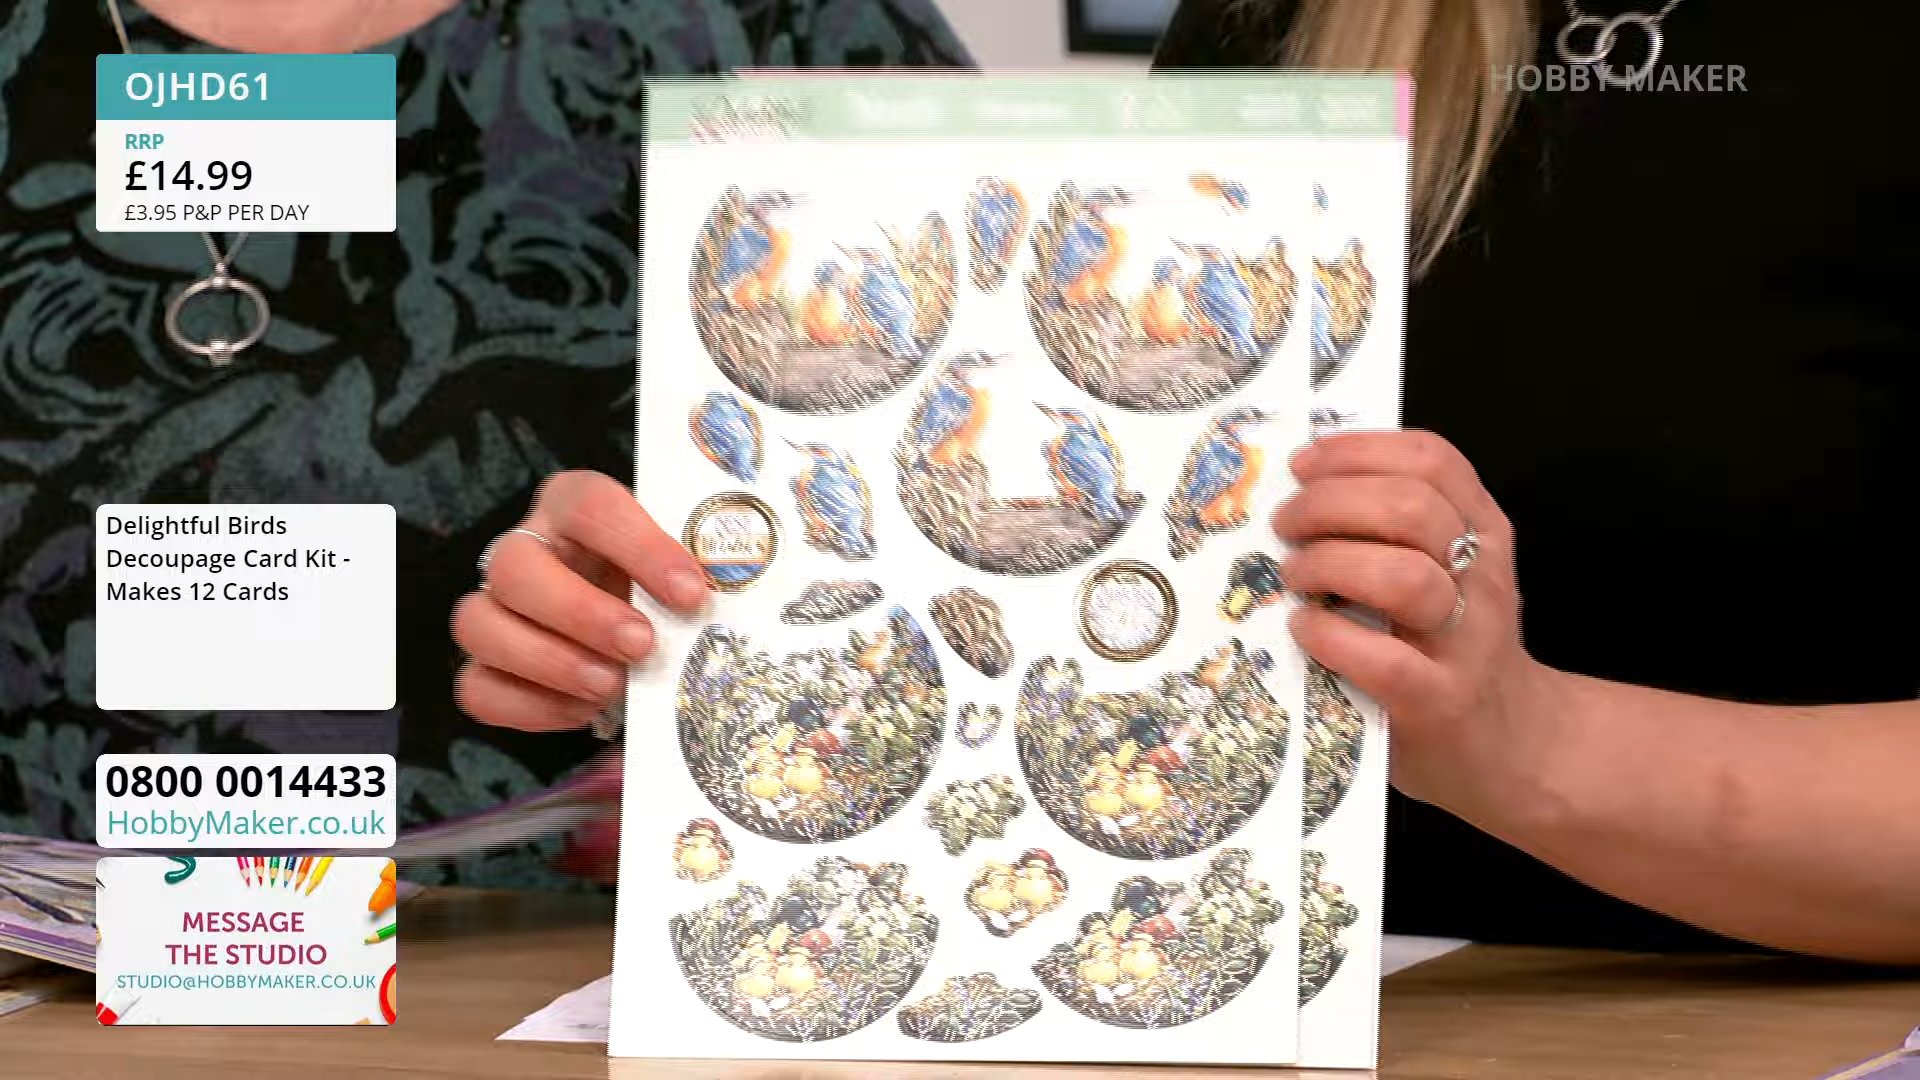 OJHD61
RRP
£14.99
£3.95 P&P PER DAY
HOBBY MAKER
Delightful Birds
Decoupage Card Kit -
Makes 12 Cards
0800 0014433
HobbyMaker.co.uk
MESSAGE
THE STUDIO
STUDIO@HOBBYMAKER.CO.UK